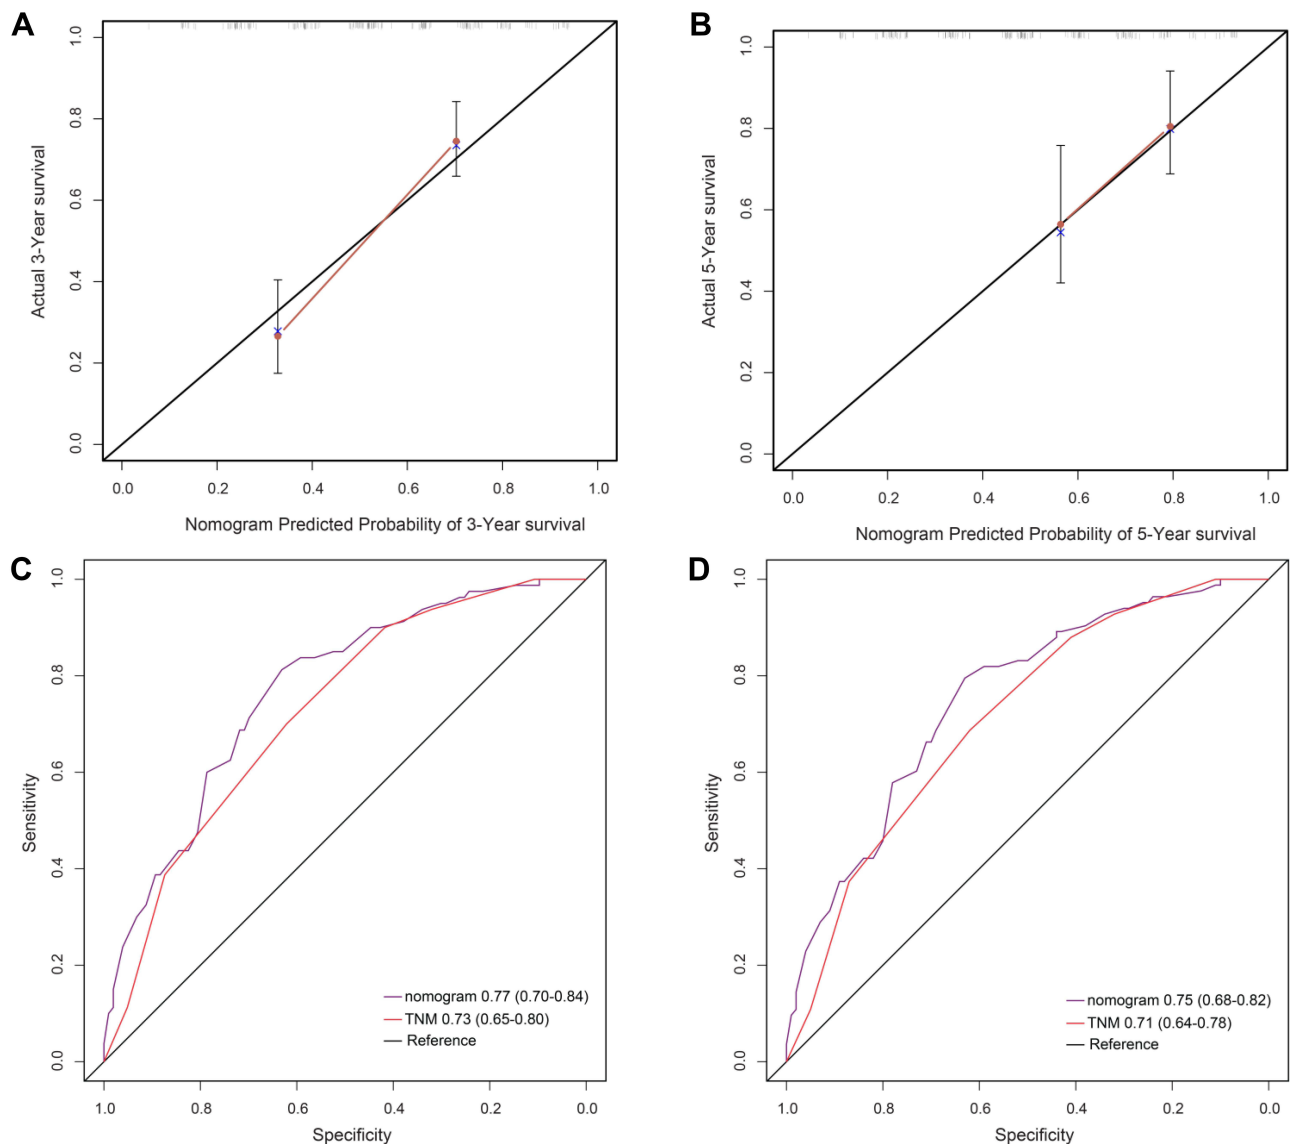 A
1.0
0.8
0.6
0.4
0.2
0.0
Actual 3-Year survival
0.0 0.2 0.4 0.6 0.8 1.0
Nomogram Predicted Probability of 3-Year survival
B
1.0
0.8
0.6
0.4
0.2
0.0
Actual 5-Year survival
0.0 0.2 0.4 0.6 0.8 1.0
Nomogram Predicted Probability of 5-Year survival
C
1.0
0.8
0.6
0.4
0.2
0.0
Sensitivity
nomogram 0.77 (0.70-0.84)
TNM 0.73 (0.65-0.80)
Reference
1.0 0.8 0.6 0.4 0.2 0.0
Specificity
D
1.0
0.8
0.6
0.4
0.2
0.0
Sensitivity
nomogram 0.75 (0.68-0.82)
TNM 0.71 (0.64-0.78)
Reference
1.0 0.8 0.6 0.4 0.2 0.0
Specificity